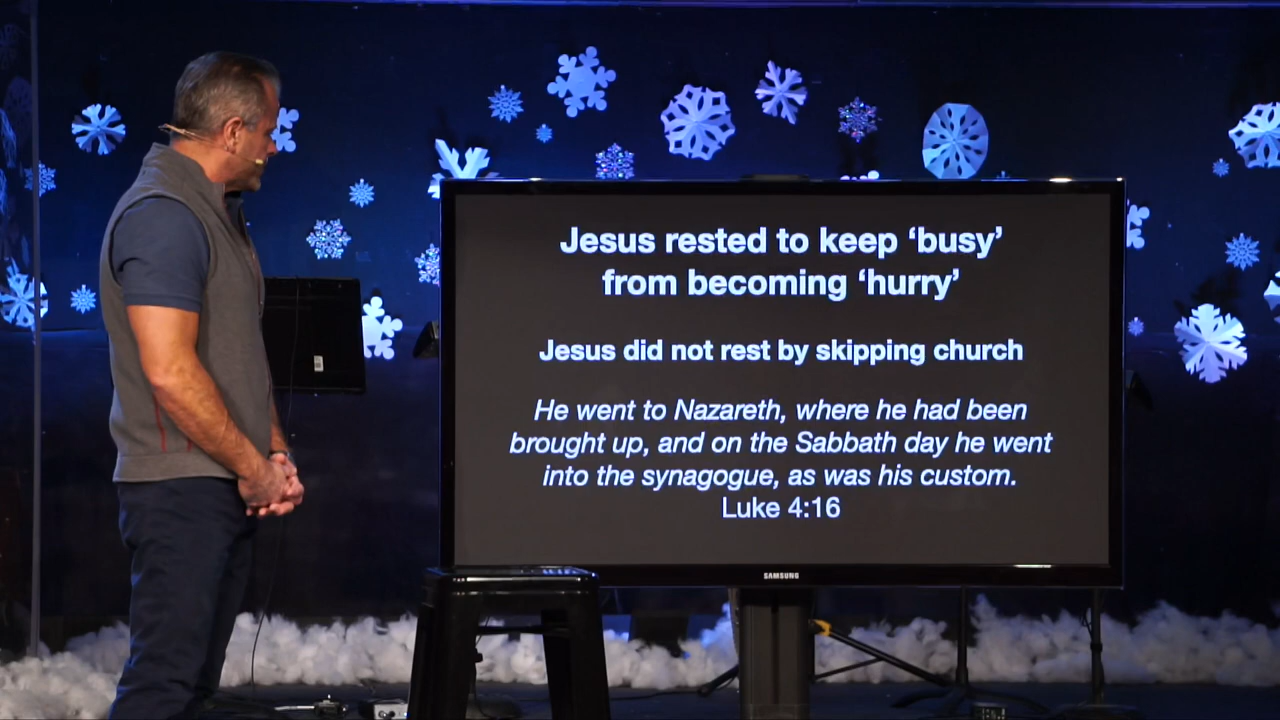 Jesus rested to keep ‘busy’
from becoming ‘hurry’
Jesus did not rest by skipping church
He went to Nazareth, where he had been
brought up, and on the Sabbath day he went
into the synagogue, as was his custom.
Luke 4:16
SAMSUNG